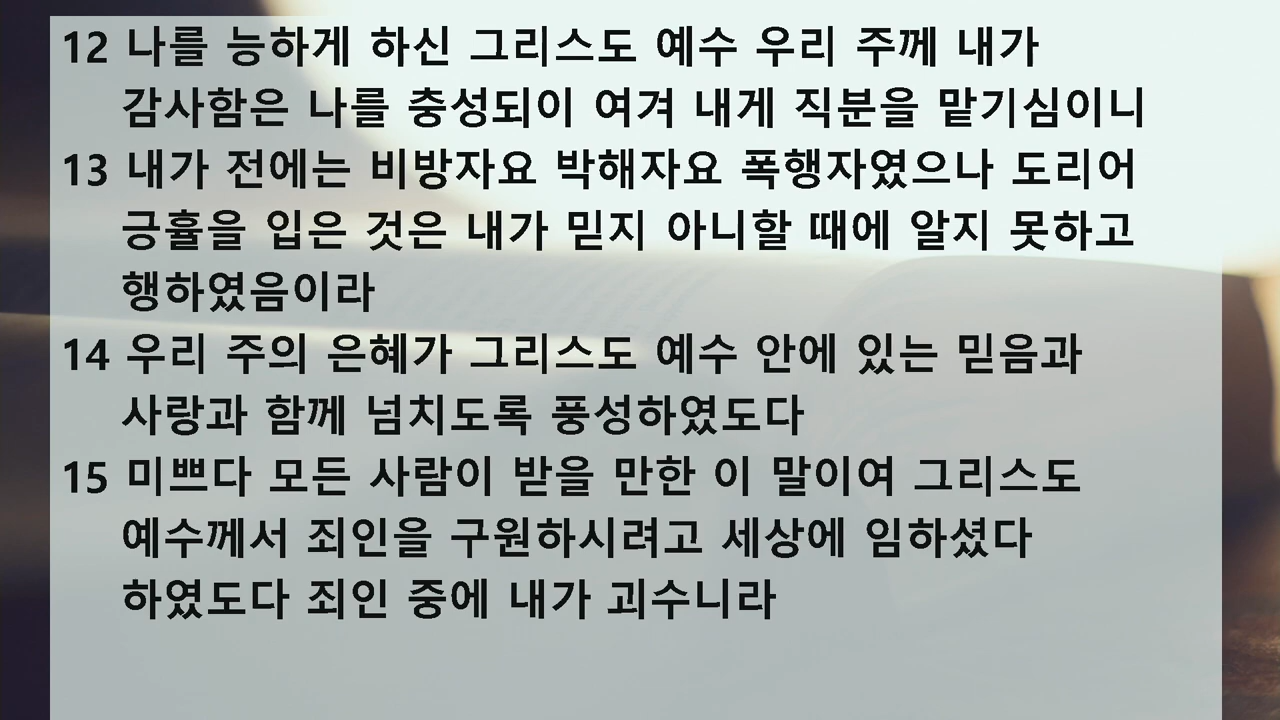 12 나를 능하게 하신 그리스도 예수 우리 주께 내가
감사함은 나를 충성되이 여겨 내게 직분을 맡기심이니
13 내가 전에는 비방자요 박해자요 폭행자였으나 도리어
긍휼을 입은 것은 내가 믿지 아니할 때에 알지 못하고
행하였음이라
14 우리 주의 은혜가 그리스도 예수 안에 있는 믿음과
사랑과 함께 넘치도록 풍성하였도다
15 미쁘다 모든 사람이 받을 만한 이 말이여 그리스도
예수께서 죄인을 구원하시려고 세상에 임하셨다
하였도다 죄인 중에 내가 괴수니라